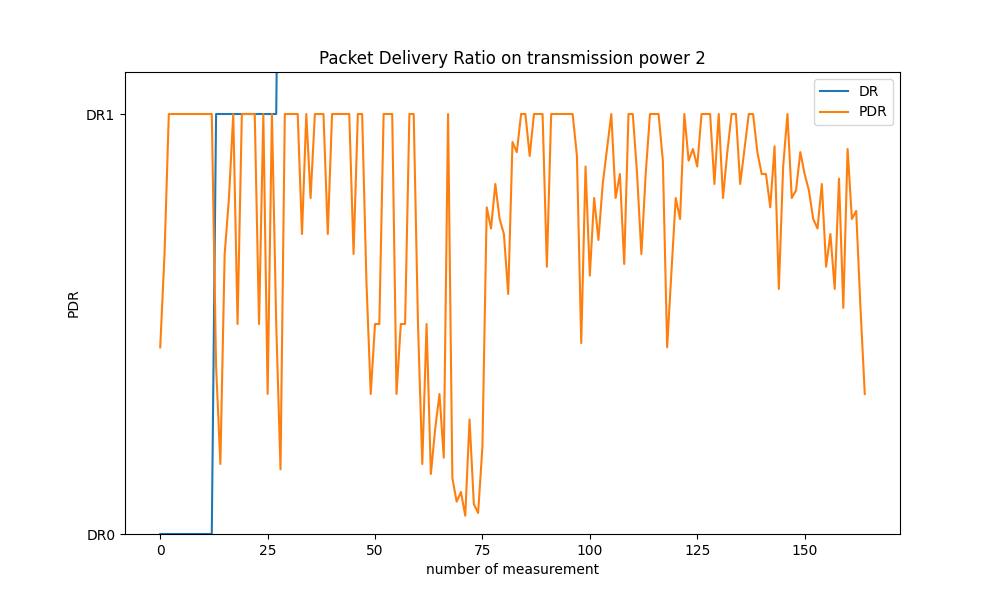 Packet Delivery Ratio on transmission power 2
DR
PDR
DR1
PDR
DR0
0 25 50 75 100 125 150
number of measurement